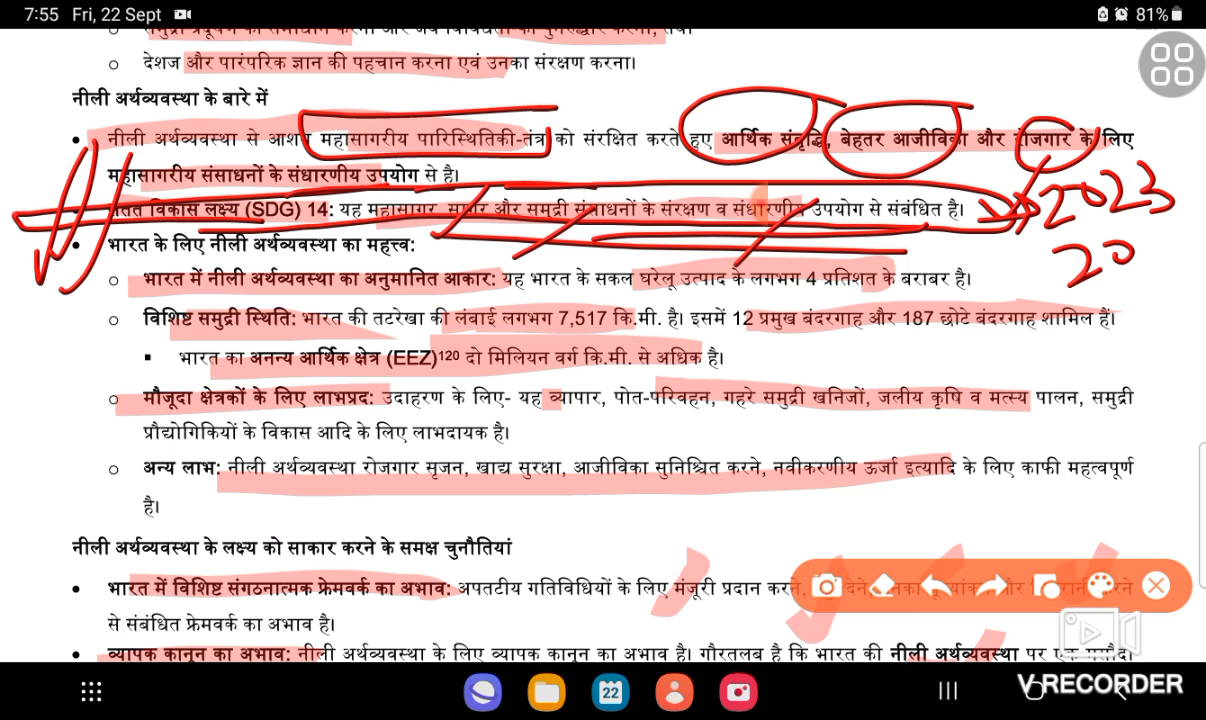 7:55 Fri, 22 Sept 81%
देशज और पारंपरिक ज्ञान की पहचान करना एवं उनका संरक्षण करना।
नीली अर्थव्यवस्था के बारे में
नीली अर्थव्यवस्था से आशय महासागरीय पारिस्थितिकी-तंत्र को संरक्षित करते हुए आर्थिक संवृद्धि, बेहतर आजीविका और रोजगार के लिए
महासागरीय संसाधनों के संधारणीय उपयोग से है।
सतत विकास लक्ष्य (SDG) 14: यह महासागर, सागर और समुद्री संसाधनों के संरक्षण व संधारणीय उपयोग से संबंधित है।
2023
भारत के लिए नीली अर्थव्यवस्था का महत्त्व:
20
भारत में नीली अर्थव्यवस्था का अनुमानित आकार: यह भारत के सकल घरेलू उत्पाद के लगभग 4 प्रतिशत के बराबर है।
विशिष्ट समुद्री स्थिति: भारत की तटरेखा की लंबाई लगभग 7,517 कि.मी. है। इसमें 12 प्रमुख बंदरगाह और 187 छोटे बंदरगाह शामिल हैं।
भारत का अनन्य आर्थिक क्षेत्र (EEZ)120 दो मिलियन वर्ग कि.मी. से अधिक है।
मौजूदा क्षेत्रकों के लिए लाभप्रद: उदाहरण के लिए- यह व्यापार, पोत-परिवहन, गहरे समुद्री खनिजों, जलीय कृषि व मत्स्य पालन, समुद्री
प्रौद्योगिकियों के विकास आदि के लिए लाभदायक है।
अन्य लाभ: नीली अर्थव्यवस्था रोजगार सृजन, खाद्य सुरक्षा, आजीविका सुनिश्चित करने, नवीकरणीय ऊर्जा इत्यादि के लिए काफी महत्वपूर्ण
है।
नीली अर्थव्यवस्था के लक्ष्य को साकार करने के समक्ष चुनौतियां
भारत में विशिष्ट संगठनात्मक फ्रेमवर्क का अभाव: अपतटीय गतिविधियों के लिए मंजूरी प्रदान करने,
से संबंधित फ्रेमवर्क का अभाव है।
व्यापक कानून का अभाव: नीली अर्थव्यवस्था के लिए व्यापक कानून का अभाव है। गौरतलब है कि भारत की नीली अर्थव्यवस्था पर एक
22
V RECORDER